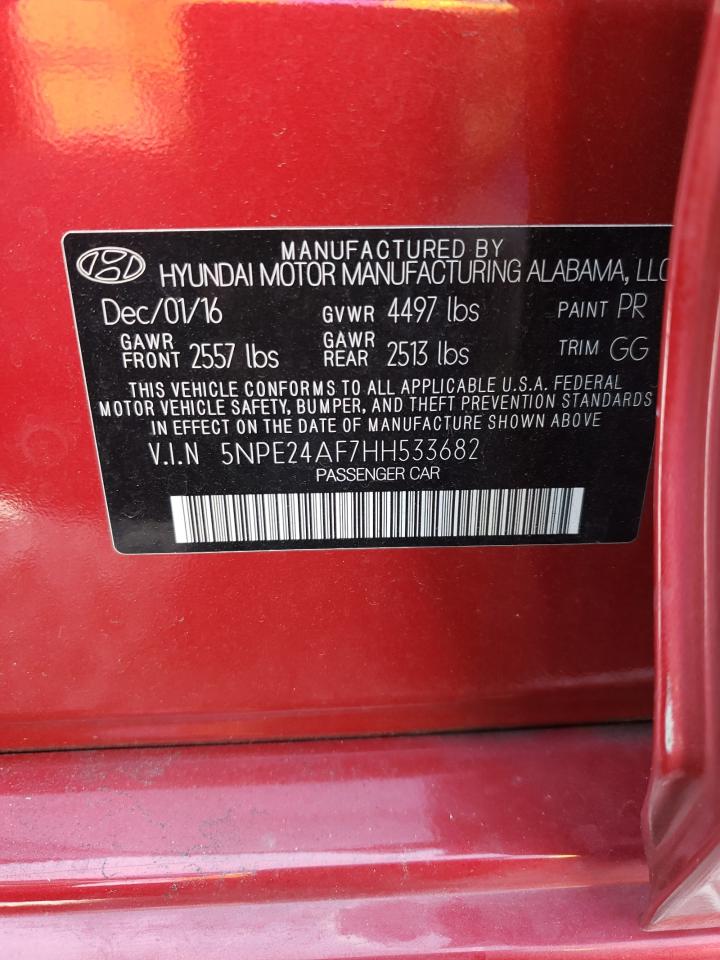 MANUFACTURED BY
HYUNDAI MOTOR MANUFACTURING ALABAMA, LLC
Dec/01/16 GVWR 4497 lbs PAINT PR
GAWR FRONT 2557 lbs GAWR REAR 2513 lbs TRIM GG
THIS VEHICLE CONFORMS TO ALL APPLICABLE U.S.A. FEDERAL
MOTOR VEHICLE SAFETY, BUMPER, AND THEFT PREVENTION STANDARDS
IN EFFECT ON THE DATE OF MANUFACTURE SHOWN ABOVE
V.I.N 5NPE24AF7HH533682
PASSENGER CAR